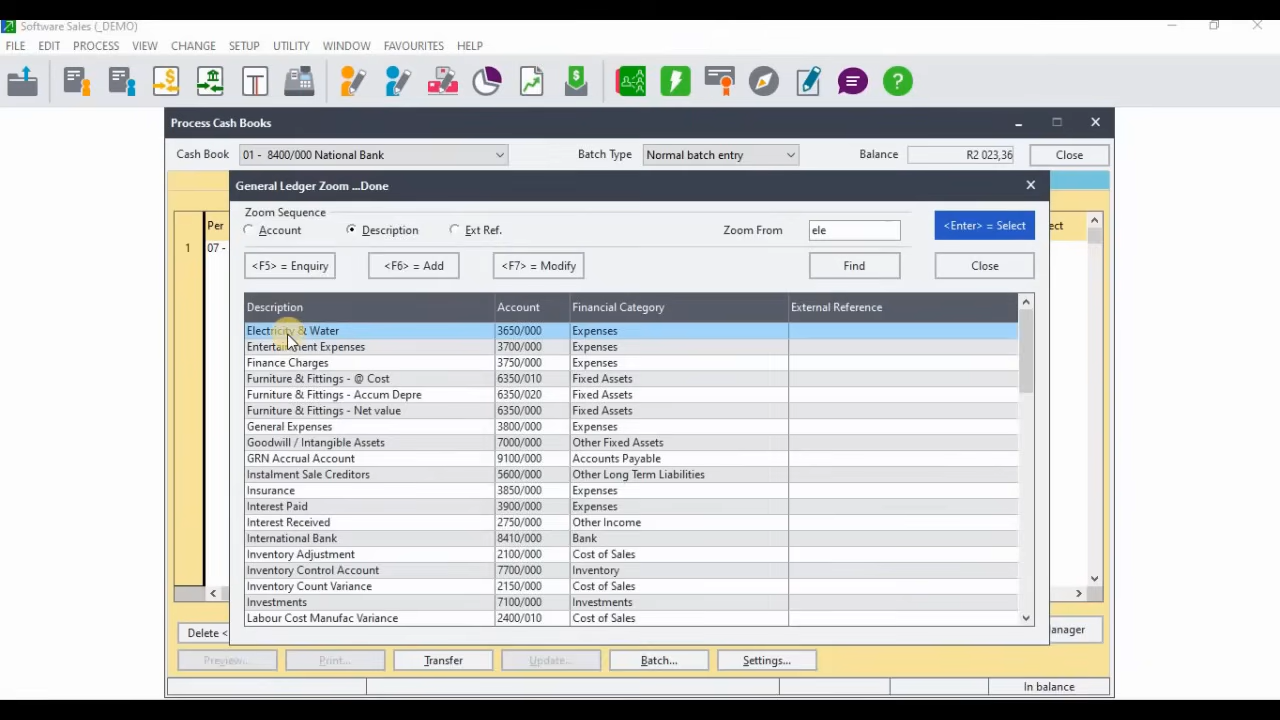 Software Sales (_DEMO)
FILE EDIT PROCESS VIEW CHANGE SETUP UTILITY WINDOW FAVOURITES HELP
Process Cash Books
Cash Book 01 - 8400/000 National Bank Batch Type Normal batch entry Balance R2 023,36 Close
General Ledger Zoom ...Done
Zoom Sequence
Account Description Ext Ref. Zoom From ele <Enter> = Select
Per
1 07 -
<F5> = Enquiry <F6> = Add <F7> = Modify Find Close
Description Account Financial Category External Reference
Electricity & Water 3650/000 Expenses
Entertainment Expenses 3700/000 Expenses
Finance Charges 3750/000 Expenses
Furniture & Fittings - @ Cost 6350/010 Fixed Assets
Furniture & Fittings - Accum Depre 6350/020 Fixed Assets
Furniture & Fittings - Net value 6350/000 Fixed Assets
General Expenses 3800/000 Expenses
Goodwill / Intangible Assets 7000/000 Other Fixed Assets
GRN Accrual Account 9100/000 Accounts Payable
Instalment Sale Creditors 5600/000 Other Long Term Liabilities
Insurance 3850/000 Expenses
Interest Paid 3900/000 Expenses
Interest Received 2750/000 Other Income
International Bank 8410/000 Bank
Inventory Adjustment 2100/000 Cost of Sales
Inventory Control Account 7700/000 Inventory
Inventory Count Variance 2150/000 Cost of Sales
Investments 7100/000 Investments
Labour Cost Manufac Variance 2400/010 Cost of Sales
Delete <
Preview... Print... Transfer Update... Batch... Settings...
In balance